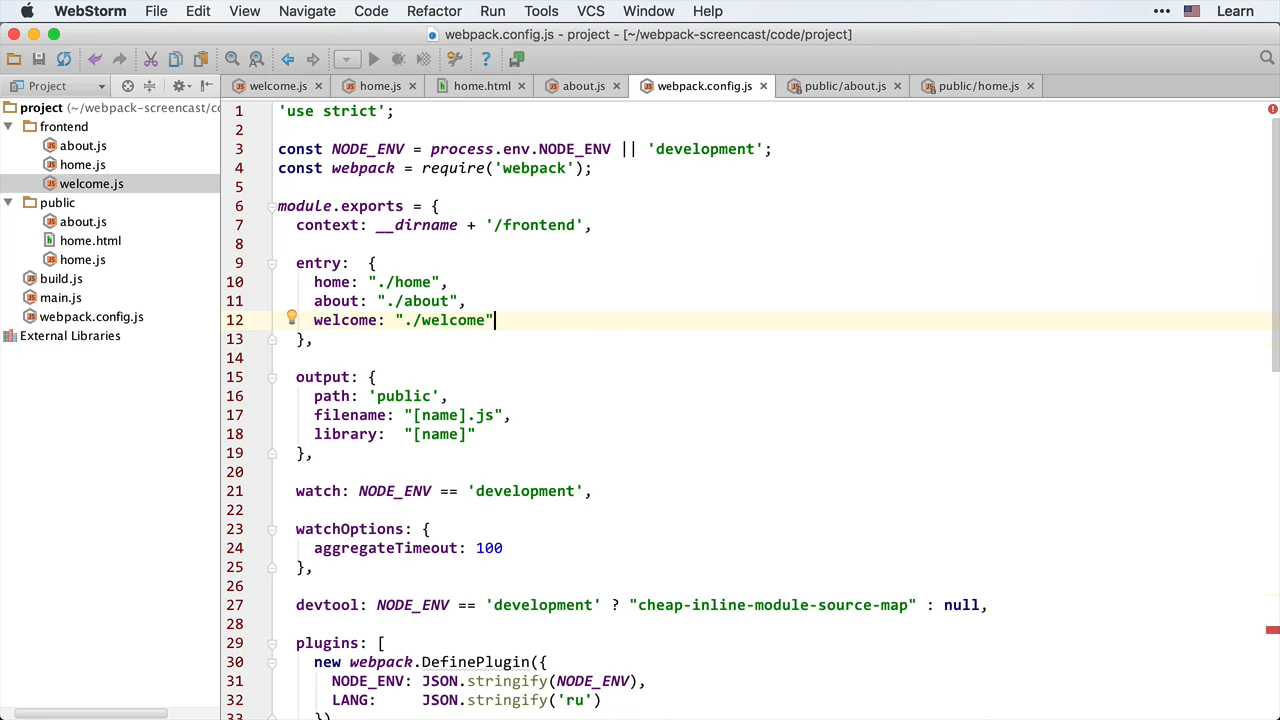 WebStorm File Edit View Navigate Code Refactor Run Tools VCS Window Help ••• Learn
webpack.config.js - project - [~/webpack-screencast/code/project]
Project welcome.js home.js home.html about.js webpack.config.js public/about.js public/home.js
project (~/webpack-screencast/co
frontend
about.js
home.js
welcome.js
public
about.js
home.html
home.js
build.js
main.js
webpack.config.js
External Libraries
1 'use strict';
2
3 const NODE_ENV = process.env.NODE_ENV || 'development';
4 const webpack = require('webpack');
5
6 module.exports = {
7 context: __dirname + '/frontend',
8
9 entry: {
10 home: "./home",
11 about: "./about",
12 welcome: "./welcome"
13 },
14
15 output: {
16 path: 'public',
17 filename: "[name].js",
18 library: "[name]"
19 },
20
21 watch: NODE_ENV == 'development',
22
23 watchOptions: {
24 aggregateTimeout: 100
25 },
26
27 devtool: NODE_ENV == 'development' ? "cheap-inline-module-source-map" : null,
28
29 plugins: [
30 new webpack.DefinePlugin({
31 NODE_ENV: JSON.stringify(NODE_ENV),
32 LANG: JSON.stringify('ru')
33 })